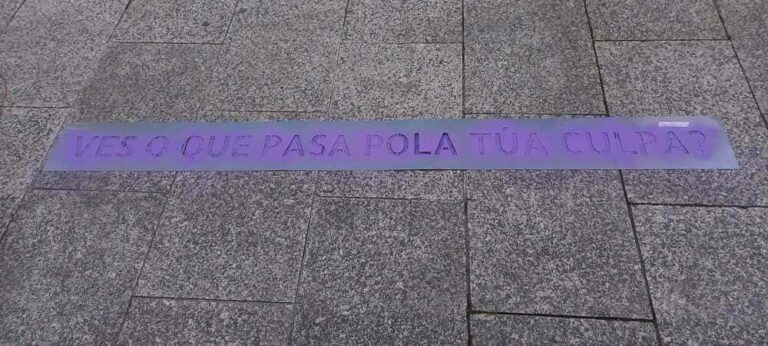 VES O QUE PASA POLA TÚA CULPA?